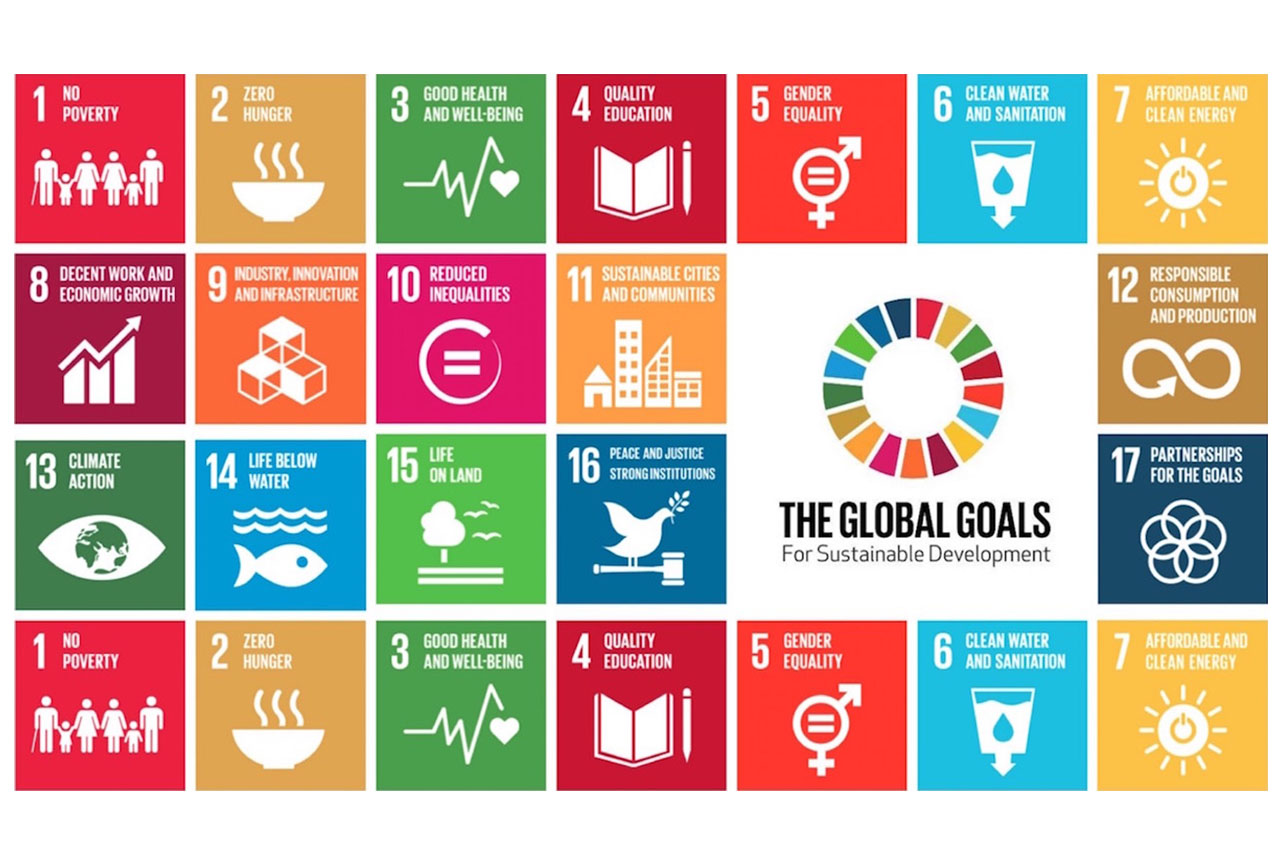 1 NO
POVERTY
2 ZERO
HUNGER
3 GOOD HEALTH
AND WELL-BEING
4 QUALITY
EDUCATION
5 GENDER
EQUALITY
6 CLEAN WATER
AND SANITATION
7 AFFORDABLE AND
CLEAN ENERGY
8 DECENT WORK AND
ECONOMIC GROWTH
9 INDUSTRY, INNOVATION
AND INFRASTRUCTURE
10 REDUCED
INEQUALITIES
11 SUSTAINABLE CITIES
AND COMMUNITIES
12 RESPONSIBLE
CONSUMPTION
AND PRODUCTION
13 CLIMATE
ACTION
14 LIFE BELOW
WATER
15 LIFE
ON LAND
16 PEACE AND JUSTICE
STRONG INSTITUTIONS
THE GLOBAL GOALS
For Sustainable Development
17 PARTNERSHIPS
FOR THE GOALS
1 NO
POVERTY
2 ZERO
HUNGER
3 GOOD HEALTH
AND WELL-BEING
4 QUALITY
EDUCATION
5 GENDER
EQUALITY
6 CLEAN WATER
AND SANITATION
7 AFFORDABLE AND
CLEAN ENERGY